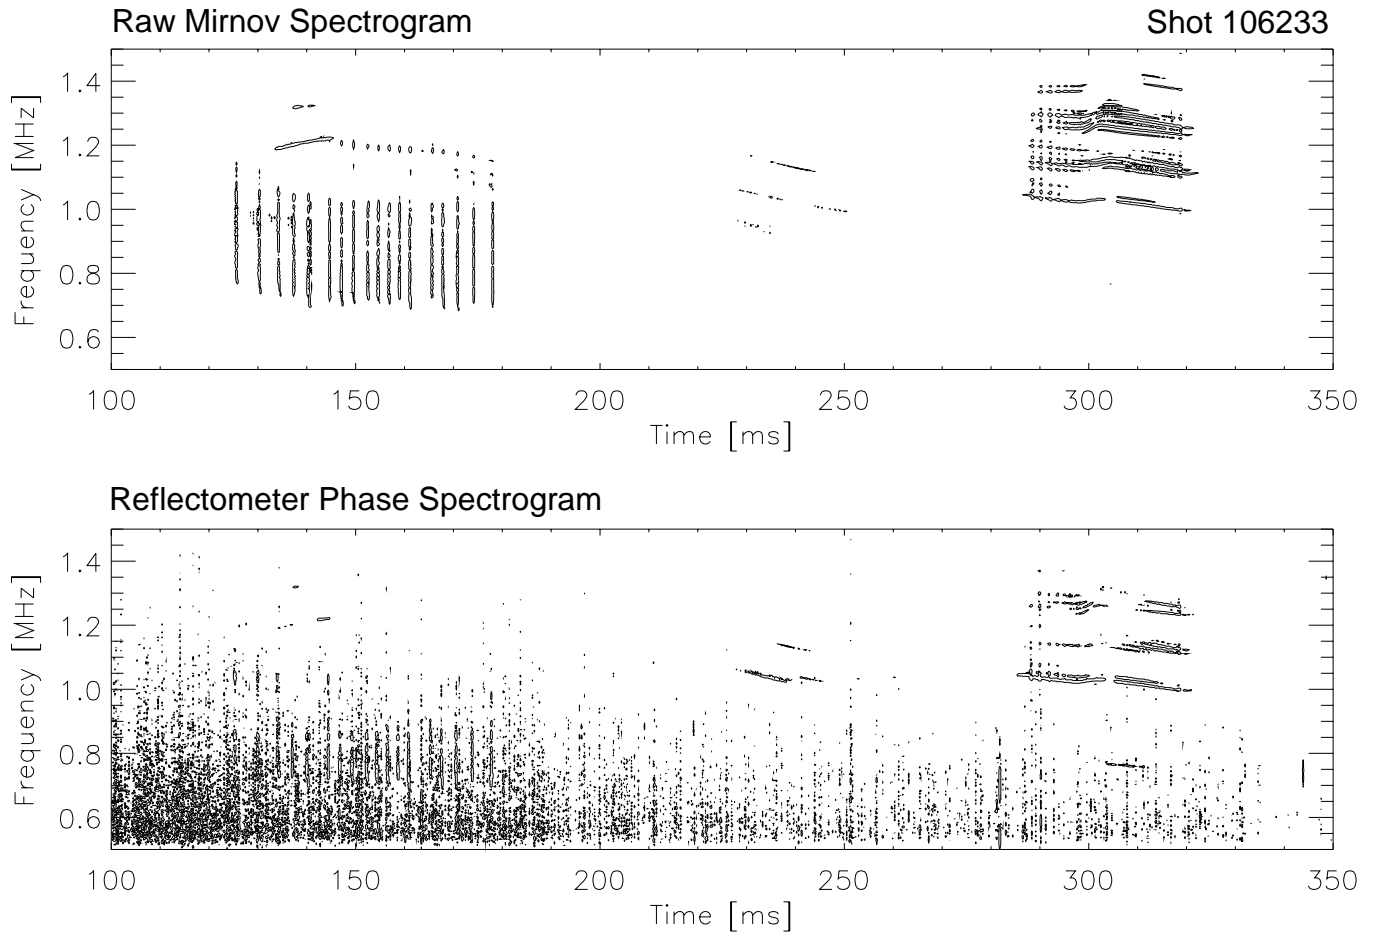 Raw Mirnov Spectrogram Shot 106233
1.4
1.2
1.0
0.8
0.6
Frequency [MHz]
100 150 200 250 300 350
Time [ms]
Reflectometer Phase Spectrogram
1.4
1.2
1.0
0.8
0.6
Frequency [MHz]
100 150 200 250 300 350
Time [ms]